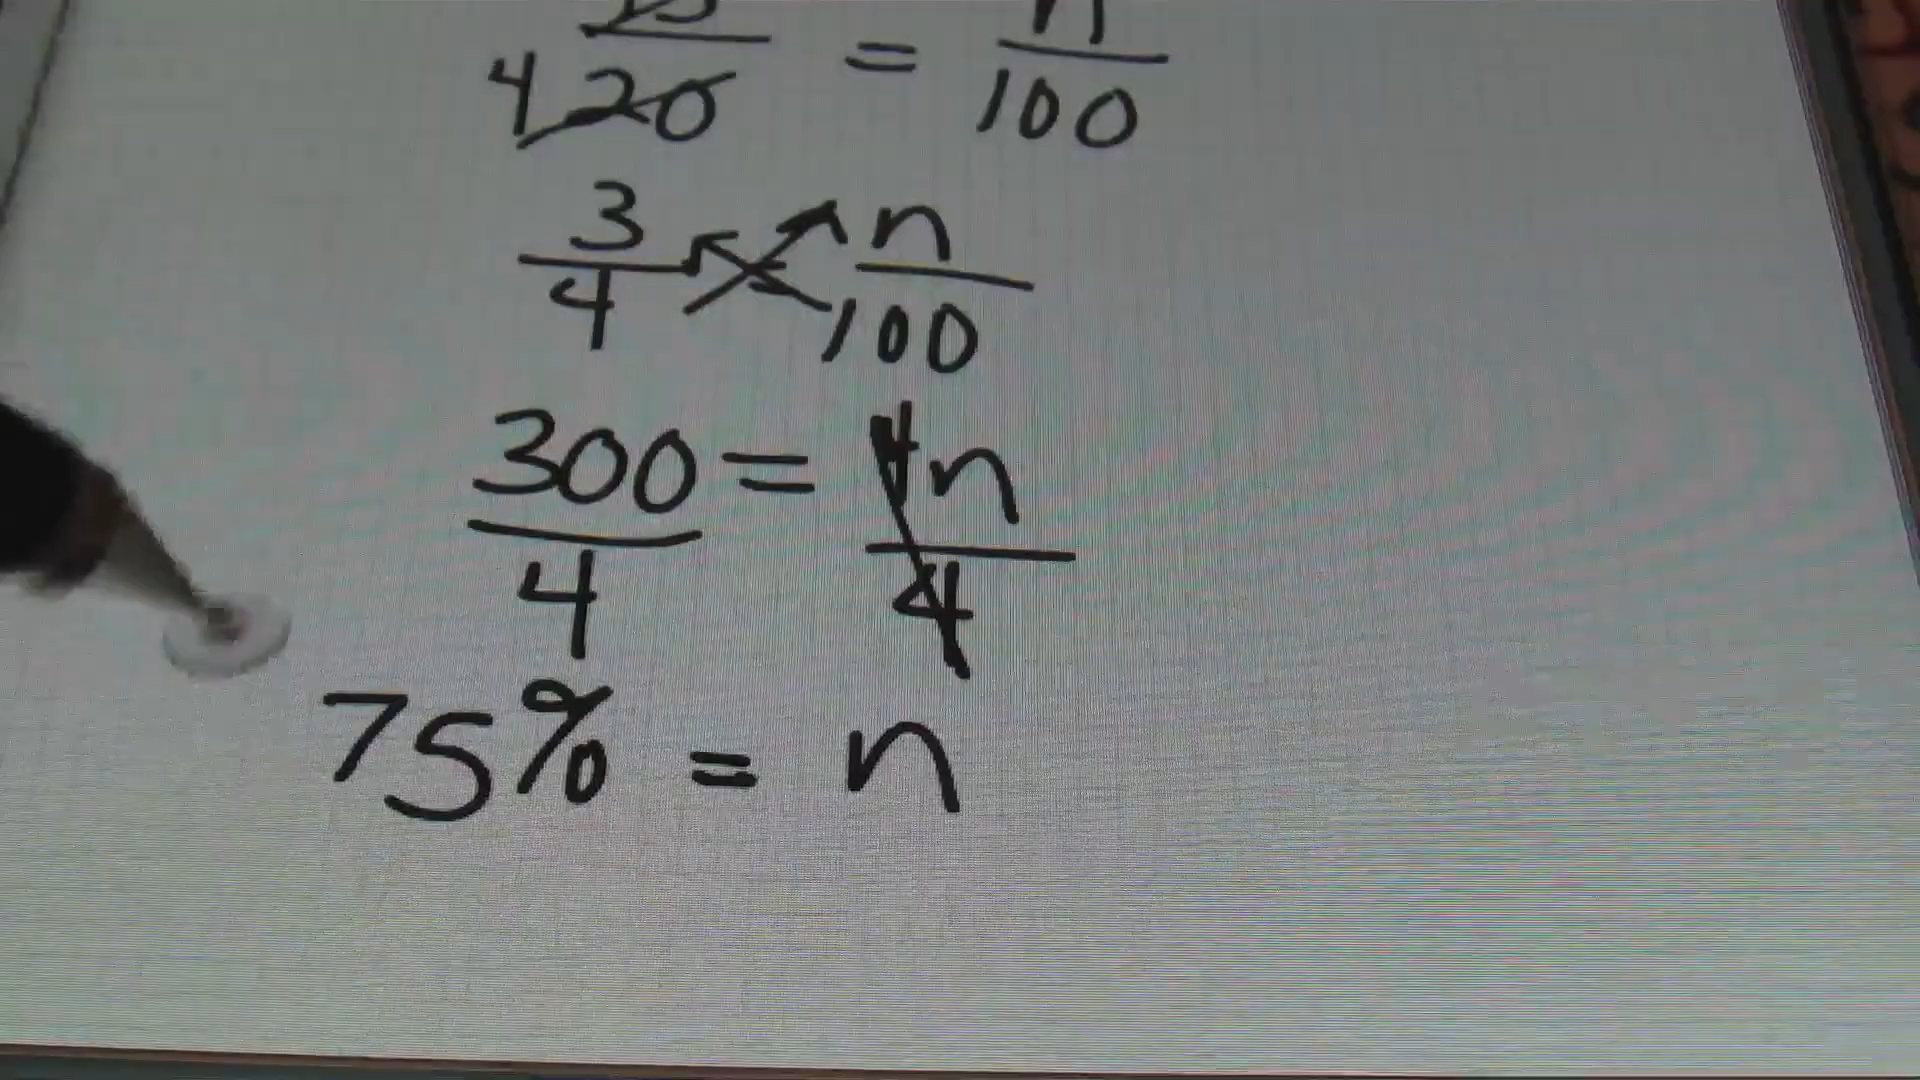 4 20 = n/100
3/4 n/100
300/4 = 4n/4
75% = n